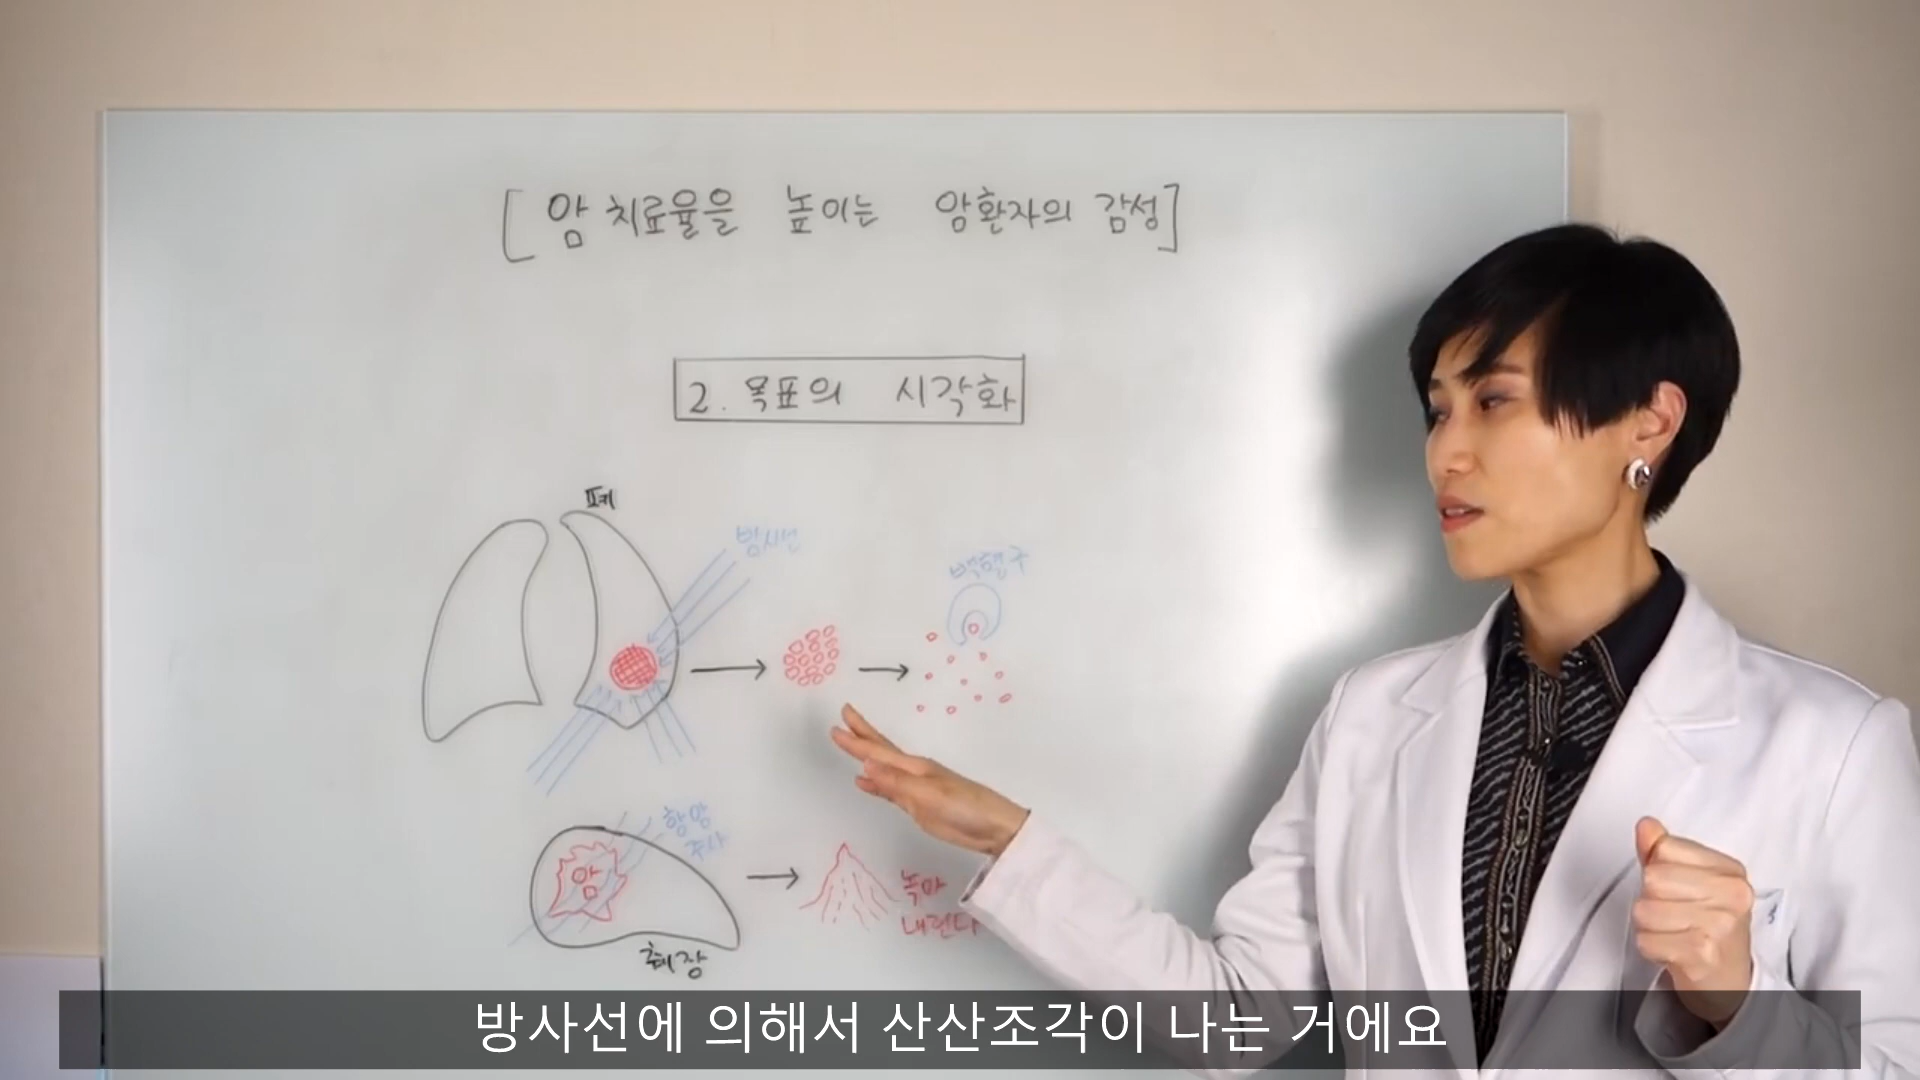 [암 치료율을 높이는 암환자의 감성]
2. 목표의 시각화
폐
방사선
백혈구
항암
주사
암
녹아
내린다
췌장
방사선에 의해서 산산조각이 나는 거에요